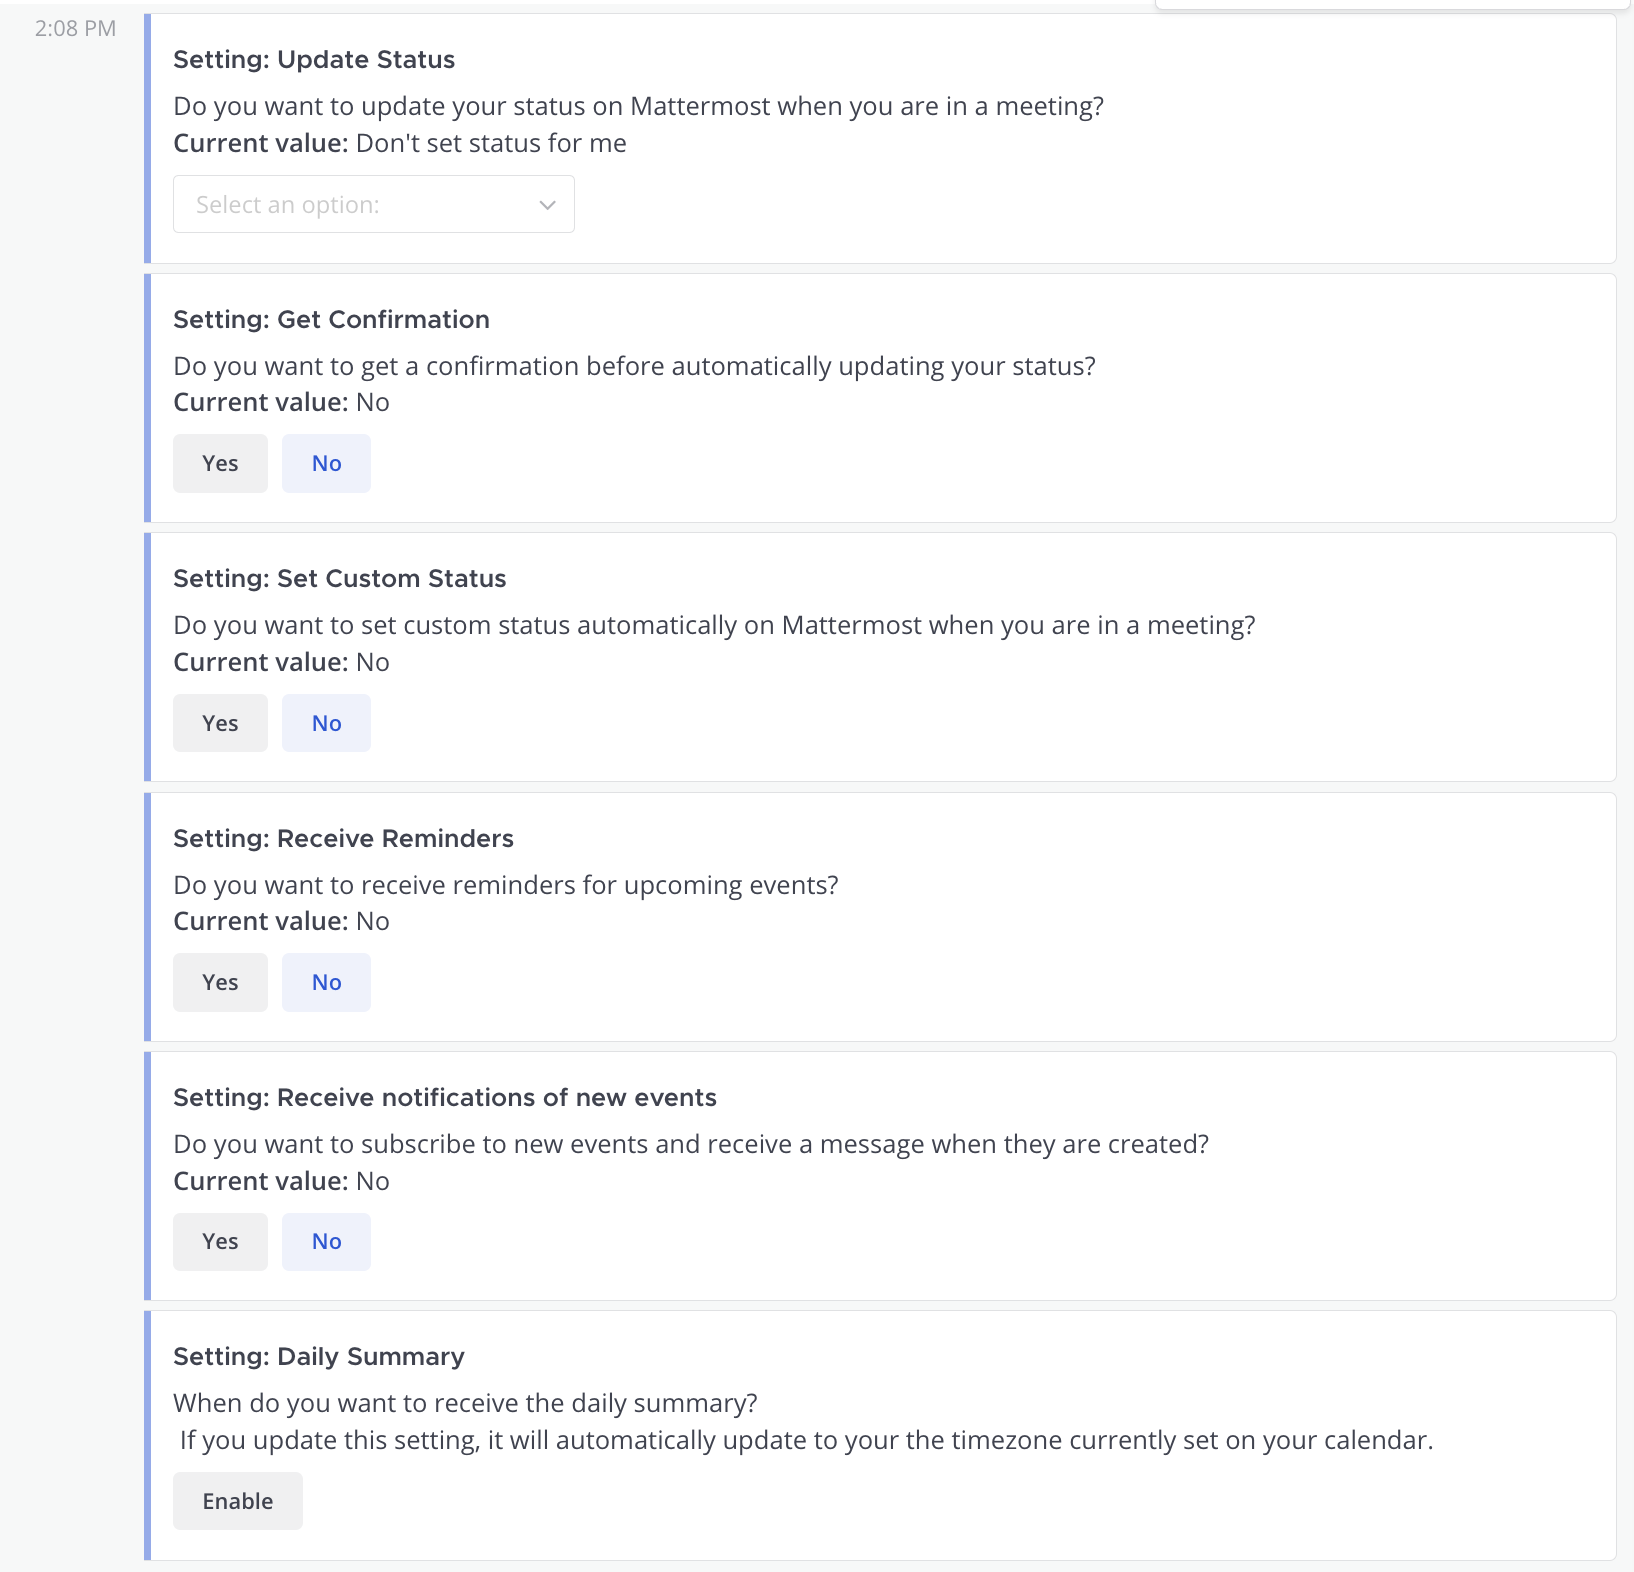 2:08 PM
Setting: Update Status
Do you want to update your status on Mattermost when you are in a meeting?
Current value: Don't set status for me
Select an option:
Setting: Get Confirmation
Do you want to get a confirmation before automatically updating your status?
Current value: No
Yes No
Setting: Set Custom Status
Do you want to set custom status automatically on Mattermost when you are in a meeting?
Current value: No
Yes No
Setting: Receive Reminders
Do you want to receive reminders for upcoming events?
Current value: No
Yes No
Setting: Receive notifications of new events
Do you want to subscribe to new events and receive a message when they are created?
Current value: No
Yes No
Setting: Daily Summary
When do you want to receive the daily summary?
If you update this setting, it will automatically update to your the timezone currently set on your calendar.
Enable